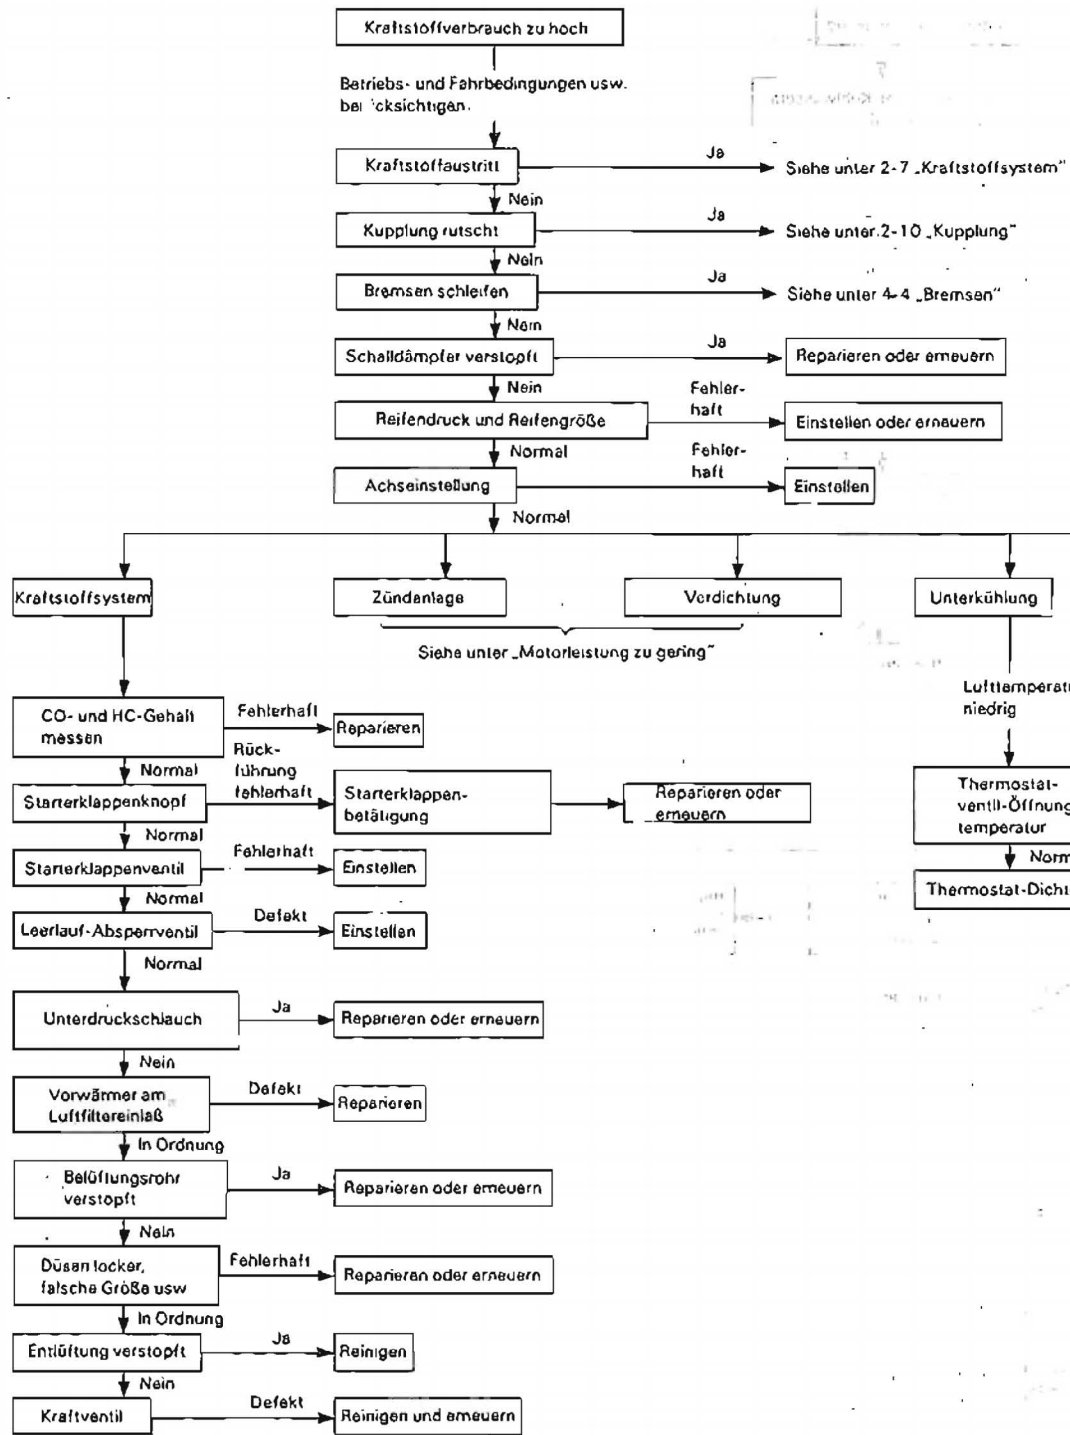 Kraftstoffverbrauch zu hoch
Betriebs- und Fahrbedingungen usw.
Kraftstoffaustritt
Ja
Siehe unter 2-7 „Kraftstoffsystem"
Nein
Kupplung rutscht
Ja
Siehe unter 2-10 „Kupplung"
Nein
Bremsen schleifen
Ja
Siehe unter 4-4 „Bremsen"
Nein
Schalldämpfer verstopft
Ja
Reparieren oder erneuern
Nein
Reifendruck und Reifengröße
Fehler-
haft
Einstellen oder erneuern
Normal
Achseinstellung
Fehler-
haft
Einstellen
Normal
Kraftstoffsystem
Zündanlage
Verdichtung
Unterkühlung
Siehe unter „Motorleistung zu gering"
Lufttemperat
niedrig
CO- und HC-Gehalt
messen
Fehlerhaft
Reparieren
Normal
Rück-
führung
fehlerhaft
Starterklappenknopf
Starterklappen-
betätigung
Reparieren oder
erneuern
Thermostat-
ventil-Öffnung
temperatur
Normal
Starterklappenventil
Fehlerhaft
Einstellen
Norm
Thermostat-Dicht
Normal
Leerlauf-Absperrventil
Defekt
Einstellen
Normal
Unterdruckschlauch
Ja
Reparieren oder erneuern
Nein
Vorwärmer am
Luftfiltereinlaß
Defekt
Reparieren
In Ordnung
Belüftungsrohr
verstopft
Ja
Reparieren oder erneuern
Nein
Düsen locker,
falsche Größe usw
Fehlerhaft
Reparieren oder erneuern
In Ordnung
Entlüftung verstopft
Ja
Reinigen
Nein
Kraftventil
Defekt
Reinigen und erneuern